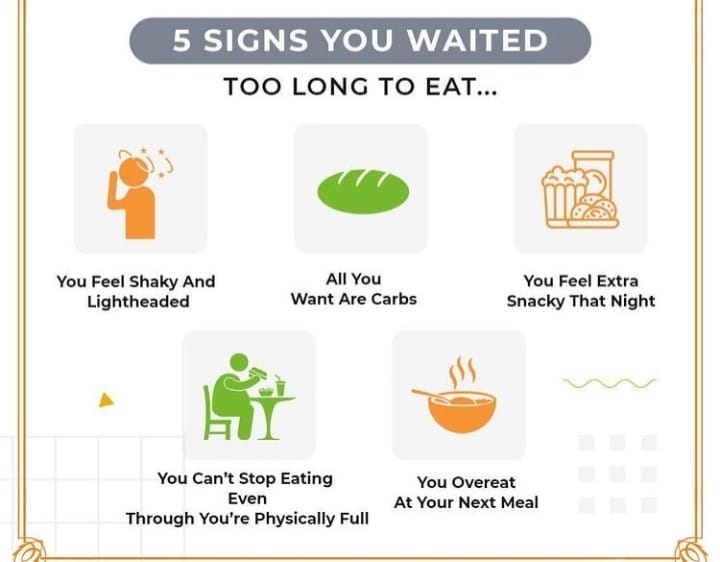 5 SIGNS YOU WAITED
TOO LONG TO EAT...
You Feel Shaky And
Lightheaded
All You
Want Are Carbs
You Feel Extra
Snacky That Night
You Can't Stop Eating
Even
Through You're Physically Full
You Overeat
At Your Next Meal